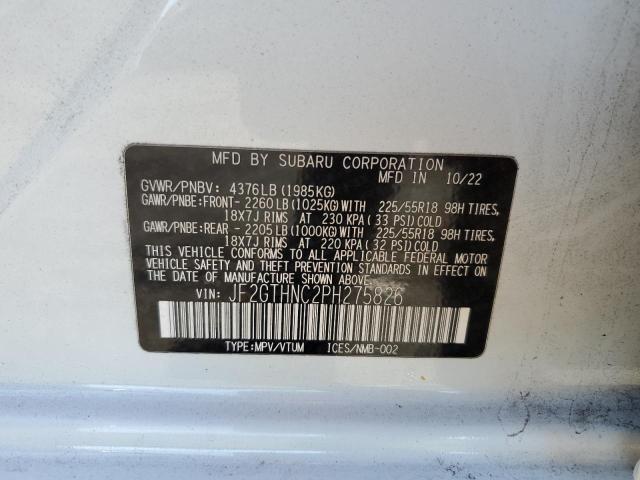 MFD BY SUBARU CORPORATION
MFD IN 10/22
GVWR/PNBV: 4376LB (1985KG)
GAWR/PNBE:FRONT- 2260LB (1025KG)WITH 225/55R18 98H TIRES,
18X7J RIMS AT 230 KPA( 33 PSI)COLD
GAWR/PNBE:REAR - 2205LB (1000KG)WITH 225/55R18 98H TIRES,
18X7J RIMS AT 220 KPA( 32 PSI)COLD
THIS VEHICLE CONFORMS TO ALL APPLICABLE FEDERAL MOTOR
VEHICLE SAFETY AND THEFT PREVENTION STANDARDS
IN EFFECT ON THE DATE OF MANUFACTURE SHOWN ABOVE.
VIN: JF2GTHNC2PH275826
TYPE:MPV/VTUM ICES/NMB-002